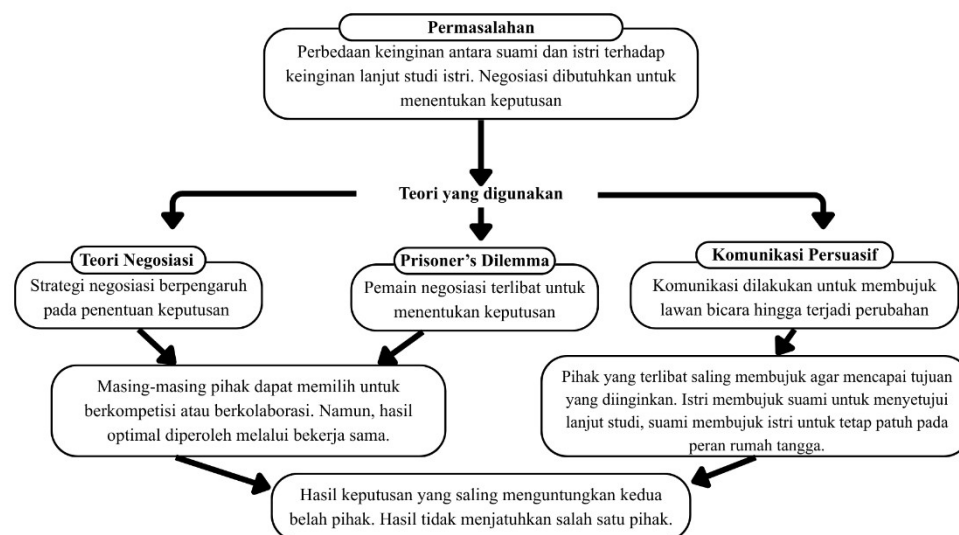 Permasalahan
Perbedaan keinginan antara suami dan istri terhadap
keinginan lanjut studi istri. Negosiasi dibutuhkan untuk
menentukan keputusan
Teori yang digunakan
Teori Negosiasi
Strategi negosiasi berpengaruh
pada penentuan keputusan
Prisoner’s Dilemma
Pemain negosiasi terlibat untuk
menentukan keputusan
Komunikasi Persuasif
Komunikasi dilakukan untuk membujuk
lawan bicara hingga terjadi perubahan
Masing-masing pihak dapat memilih untuk
berkompetisi atau berkolaborasi. Namun, hasil
optimal diperoleh melalui bekerja sama.
Pihak yang terlibat saling membujuk agar mencapai tujuan
yang diinginkan. Istri membujuk suami untuk menyetujui
lanjut studi, suami membujuk istri untuk tetap patuh pada
peran rumah tangga.
Hasil keputusan yang saling menguntungkan kedua
belah pihak. Hasil tidak menjatuhkan salah satu pihak.